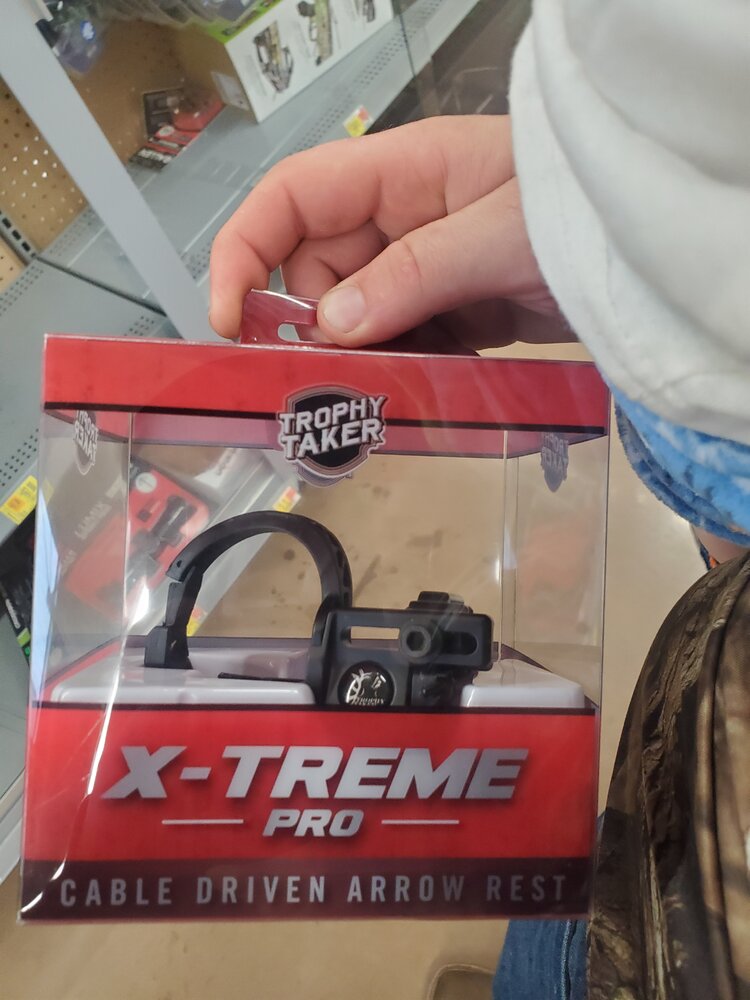 TROPHY
TAKER
X-TREME
PRO
CABLE DRIVEN ARROW REST